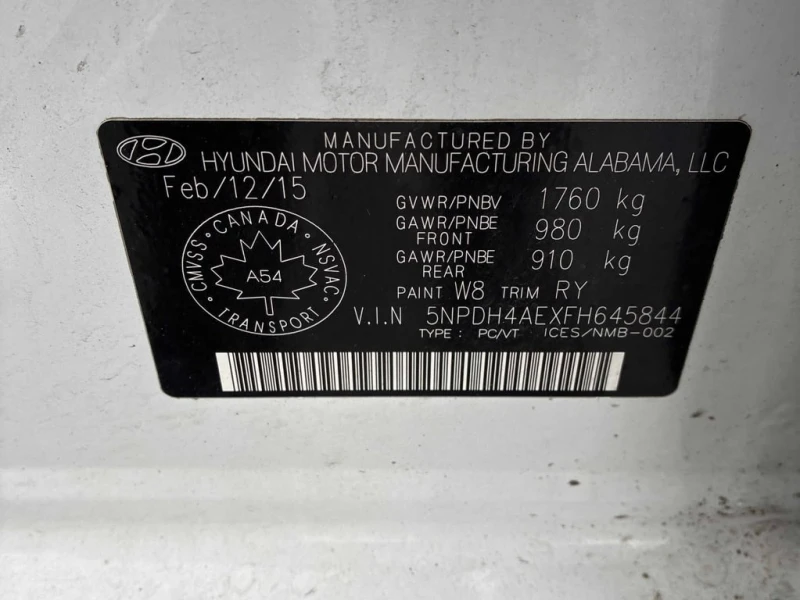 MANUFACTURED BY
HYUNDAI MOTOR MANUFACTURING ALABAMA, LLC
Feb/12/15
GVWR/PNBV 1760 kg
GAWR/PNBE FRONT 980 kg
GAWR/PNBE REAR 910 kg
PAINT W8 TRIM RY
V.I.N 5NPDH4AEXFH645844
TYPE : PC/VT ICES/NMB-002
CMVSS · CANADA · NSVAC · TRANSPORT ·
A54